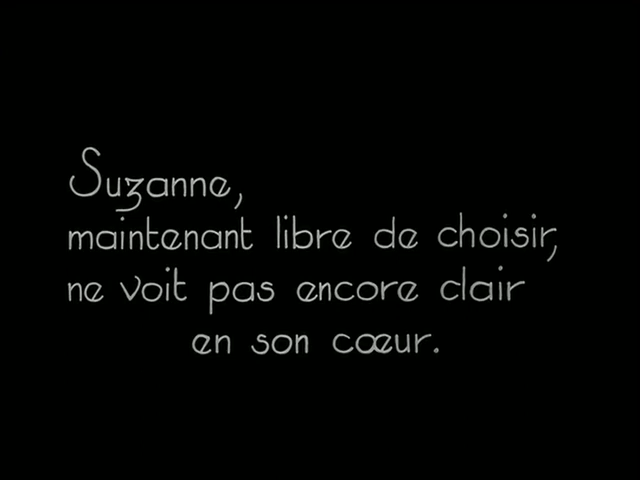 Suzanne,
maintenant libre de choisir,
ne voit pas encore clair
en son cœur.